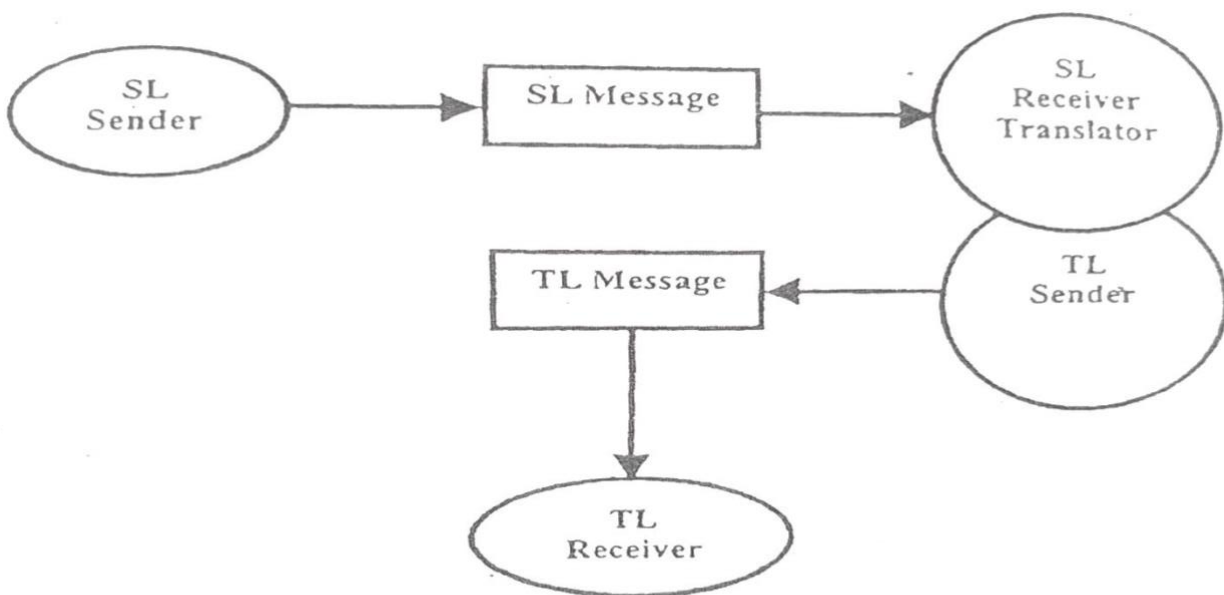 SL
Sender
SL Message
SL
Receiver
Translator
TL
Sender
TL Message
TL
Receiver